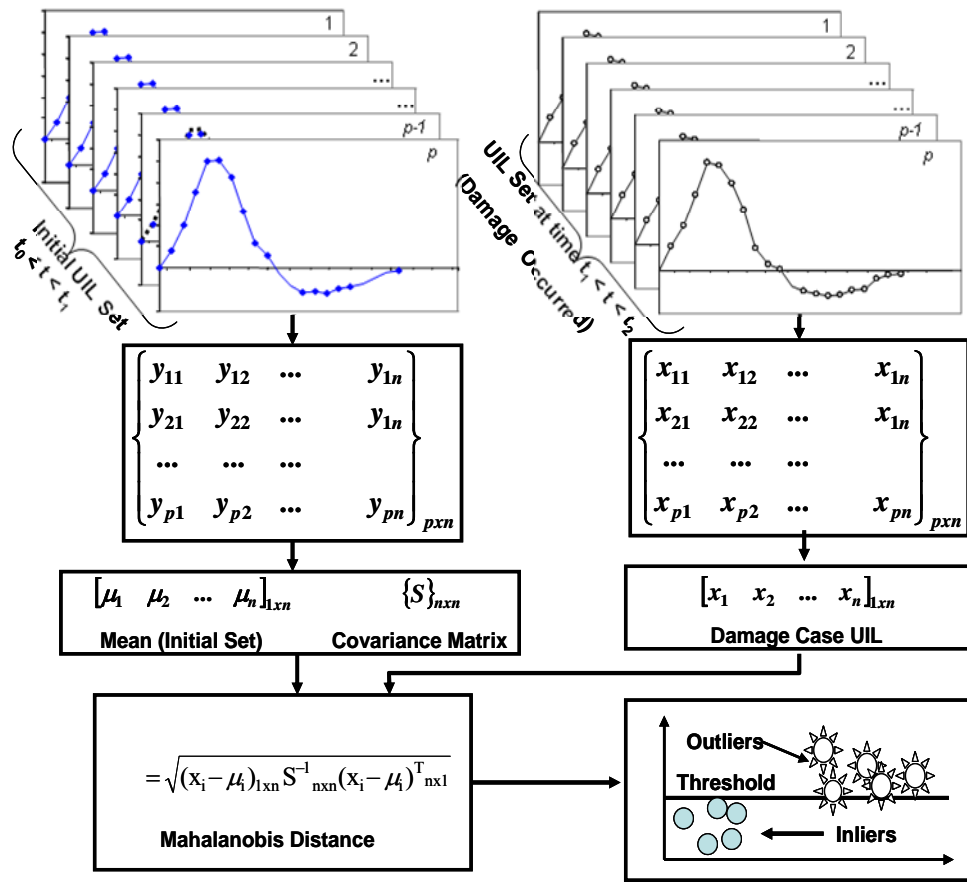 1
2
...
...
p-1
p
Initial UIL Set
t0 < t < t1
1
2
...
...
p-1
p
UIL Set at time t1 < t < t2
(Damage Occurred)
{y11 y12 ... y1n
y21 y22 ... y1n
... ... ...
yp1 yp2 ... ypn}pxn
{x11 x12 ... x1n
x21 x22 ... x1n
... ... ...
xp1 xp2 ... xpn}pxn
[μ1 μ2 ... μn]1xn {S}nxn
Mean (Initial Set) Covariance Matrix
[x1 x2 ... xn]1xn
Damage Case UIL
= √(xi − μi)1xn S⁻¹nxn (xi − μi)ᵀnx1
Mahalanobis Distance
Outliers
Threshold
Inliers